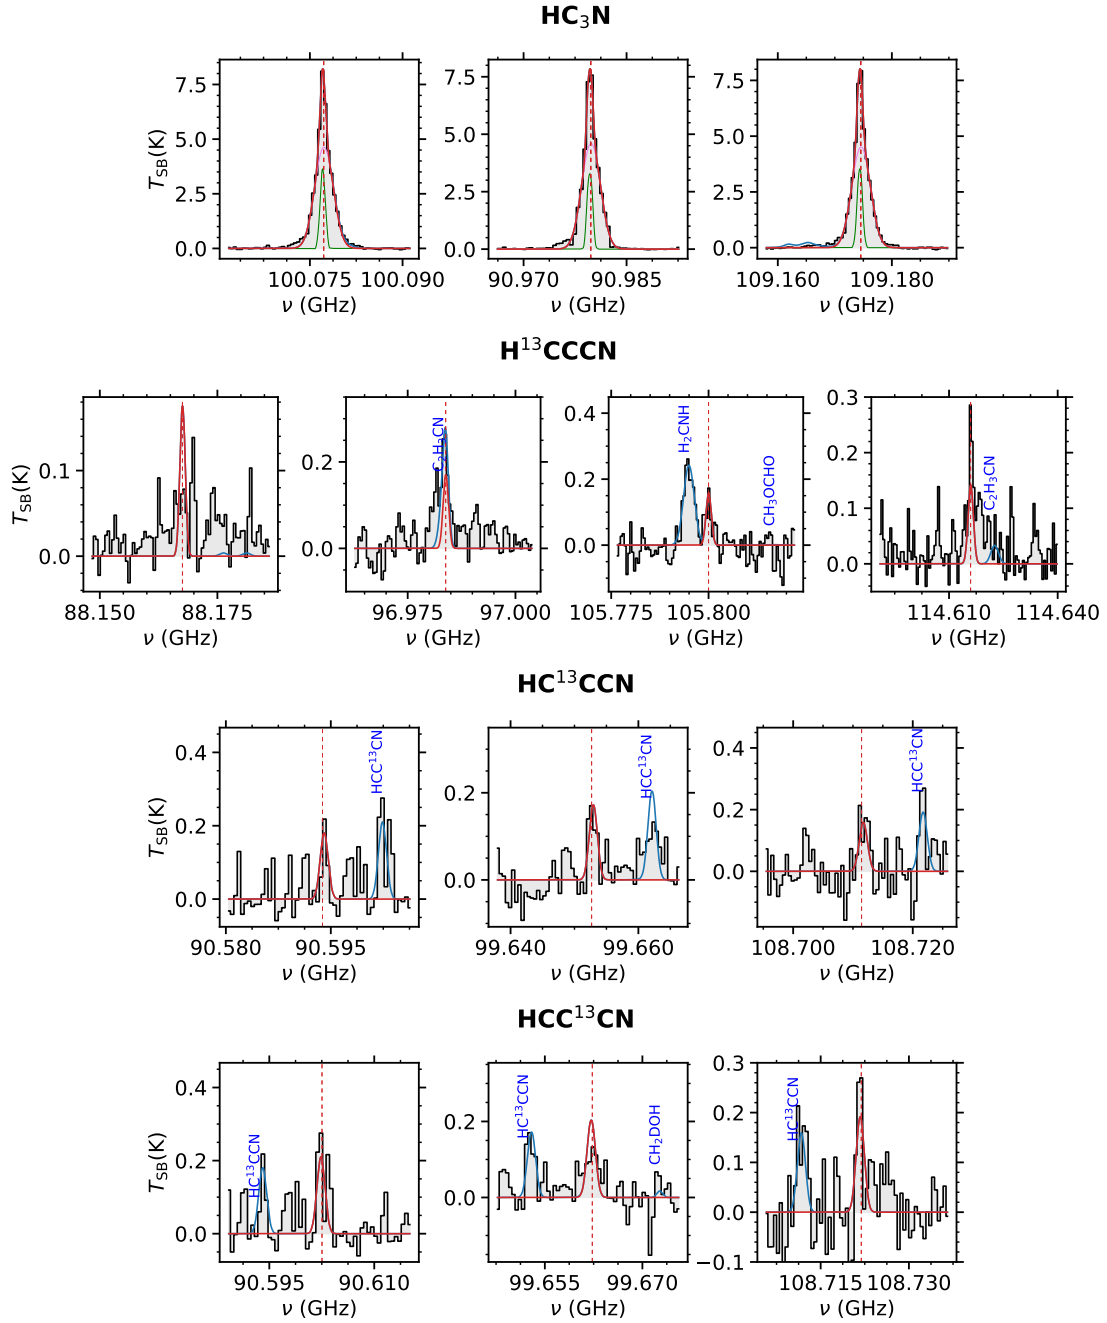 HC₃N
7.5
5.0
2.5
0.0
T_SB(K)
100.075 100.090
ν (GHz)
7.5
5.0
2.5
0.0
90.970 90.985
ν (GHz)
7.5
5.0
2.5
0.0
109.160 109.180
ν (GHz)
H¹³CCCN
0.1
0.0
T_SB(K)
88.150 88.175
ν (GHz)
0.2
0.0
C₂H₃CN
96.975 97.000
ν (GHz)
0.4
0.2
0.0
H₂CNH
CH₃OCHO
105.775 105.800
ν (GHz)
0.3
0.2
0.1
0.0
C₂H₃CN
114.610 114.640
ν (GHz)
HC¹³CCN
0.4
0.2
0.0
T_SB(K)
HCC¹³CN
90.580 90.595
ν (GHz)
0.2
0.0
HCC¹³CN
99.640 99.660
ν (GHz)
0.4
0.2
0.0
HCC¹³CN
108.700 108.720
ν (GHz)
HCC¹³CN
0.4
0.2
0.0
T_SB(K)
HC¹³CCN
90.595 90.610
ν (GHz)
0.2
0.0
HC¹³CCN
CH₂DOH
99.655 99.670
ν (GHz)
0.3
0.2
0.1
0.0
−0.1
HC¹³CCN
108.715 108.730
ν (GHz)